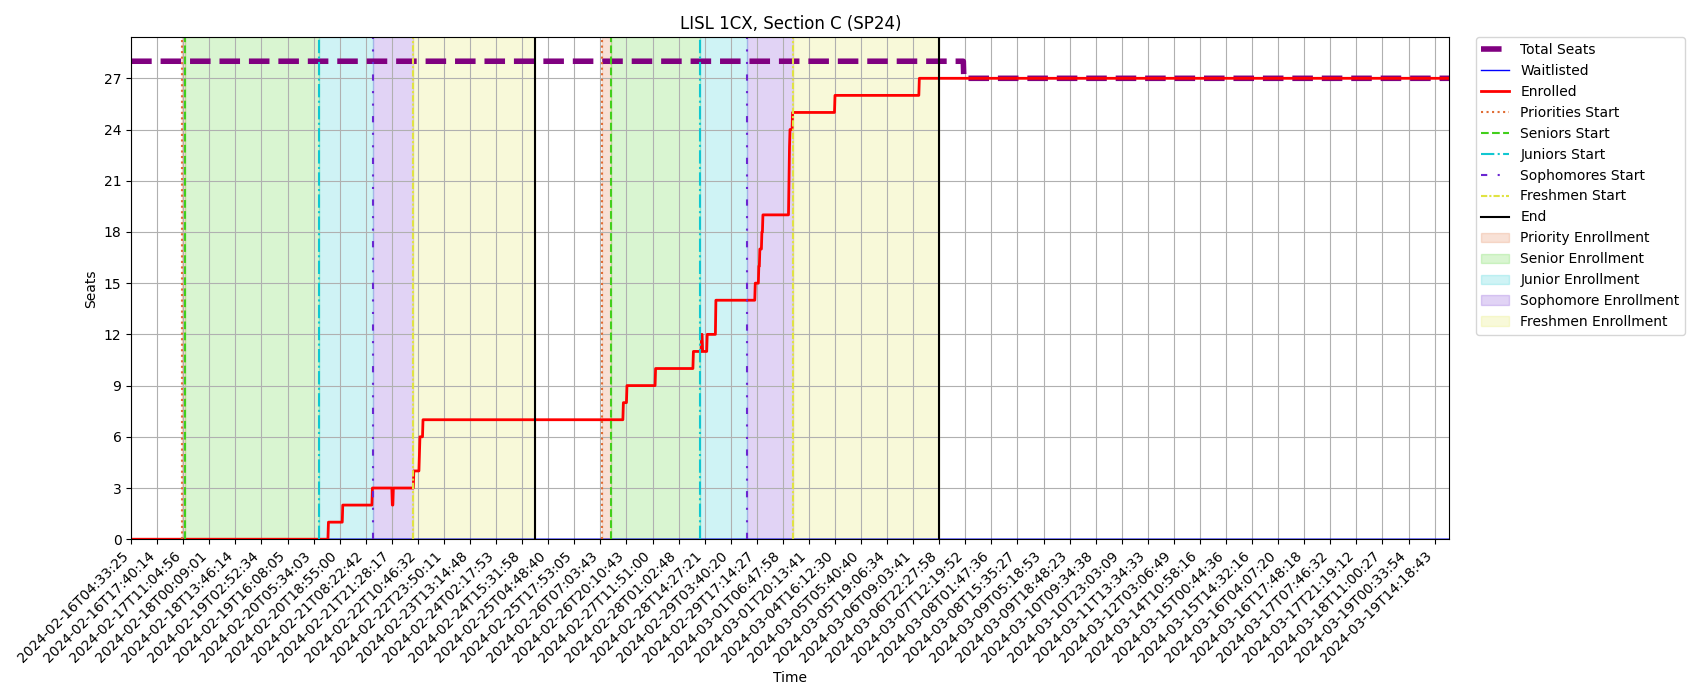 LISL 1CX, Section C (SP24)
Total Seats
Waitlisted
Enrolled
Priorities Start
Seniors Start
Juniors Start
Sophomores Start
Freshmen Start
End
Priority Enrollment
Senior Enrollment
Junior Enrollment
Sophomore Enrollment
Freshmen Enrollment
Seats
27
24
21
18
15
12
9
6
3
0
2024-02-16T04:33:25
2024-02-16T17:40:14
2024-02-17T11:04:56
2024-02-18T00:09:01
2024-02-18T13:46:14
2024-02-19T02:52:34
2024-02-19T16:08:05
2024-02-20T05:34:03
2024-02-20T18:55:00
2024-02-21T08:22:42
2024-02-21T21:28:17
2024-02-22T10:46:32
2024-02-22T23:50:11
2024-02-23T13:14:48
2024-02-24T02:17:53
2024-02-24T15:31:58
2024-02-25T04:48:40
2024-02-25T17:53:05
2024-02-26T07:03:43
2024-02-26T20:10:43
2024-02-27T11:51:00
2024-02-28T01:02:48
2024-02-28T14:27:21
2024-02-29T03:40:20
2024-02-29T17:14:27
2024-03-01T06:47:58
2024-03-01T20:13:41
2024-03-04T16:12:30
2024-03-05T05:40:40
2024-03-05T19:06:34
2024-03-06T09:03:41
2024-03-06T22:27:58
2024-03-07T12:19:52
2024-03-08T01:47:36
2024-03-08T15:35:27
2024-03-09T05:18:53
2024-03-09T18:48:23
2024-03-10T09:34:38
2024-03-10T23:03:09
2024-03-11T13:34:33
2024-03-12T03:06:49
2024-03-14T10:58:16
2024-03-15T00:44:36
2024-03-15T14:32:16
2024-03-16T04:07:20
2024-03-16T17:48:18
2024-03-17T07:46:32
2024-03-17T21:19:12
2024-03-18T11:00:27
2024-03-19T00:33:54
2024-03-19T14:18:43
Time